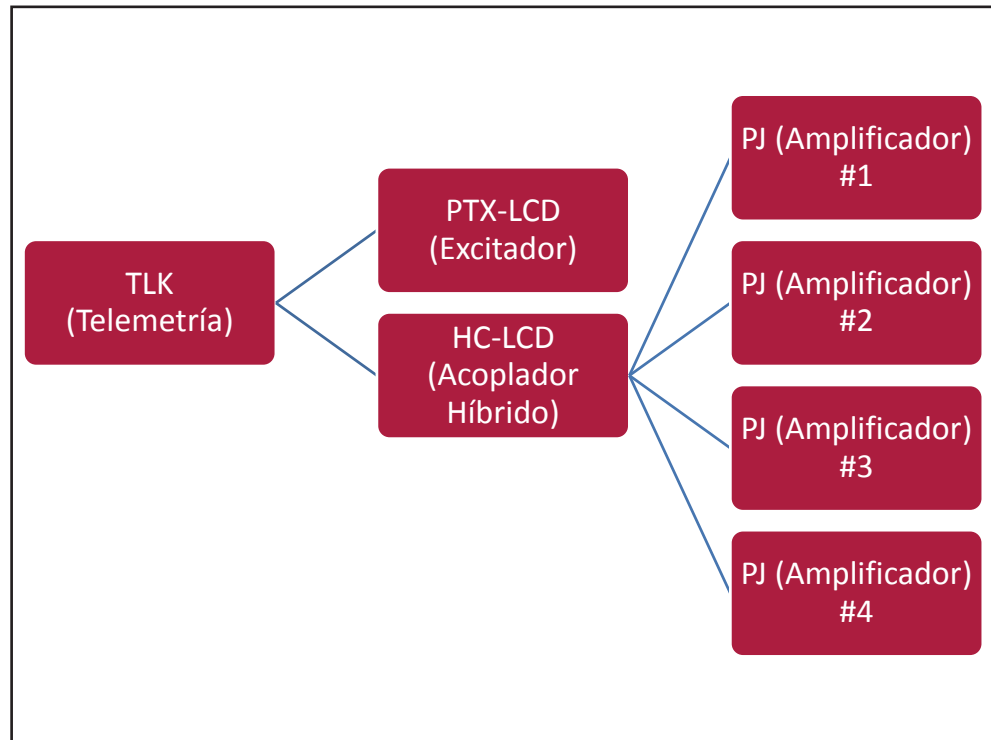 TLK
(Telemetría)
PTX-LCD
(Excitador)
HC-LCD
(Acoplador
Híbrido)
PJ (Amplificador)
#1
PJ (Amplificador)
#2
PJ (Amplificador)
#3
PJ (Amplificador)
#4